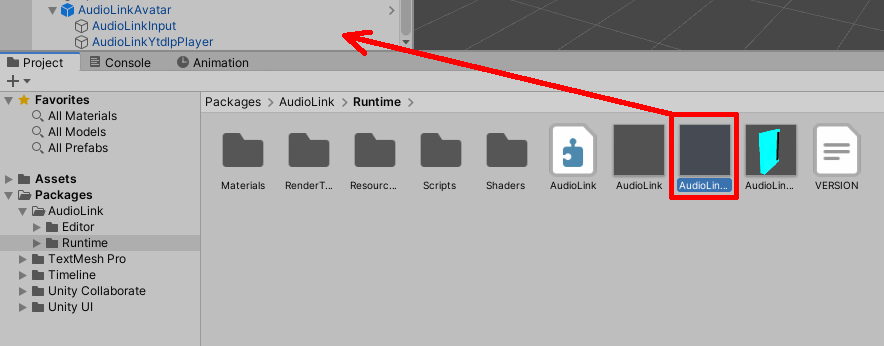 AudioLinkAvatar
AudioLinkInput
AudioLinkYtdlpPlayer
Project Console Animation
Favorites
All Materials
All Models
All Prefabs
Assets
Packages
AudioLink
Editor
Runtime
TextMesh Pro
Timeline
Unity Collaborate
Unity UI
Packages > AudioLink > Runtime >
Materials RenderT... Resourc... Scripts Shaders AudioLink AudioLink AudioLin... AudioLin... VERSION